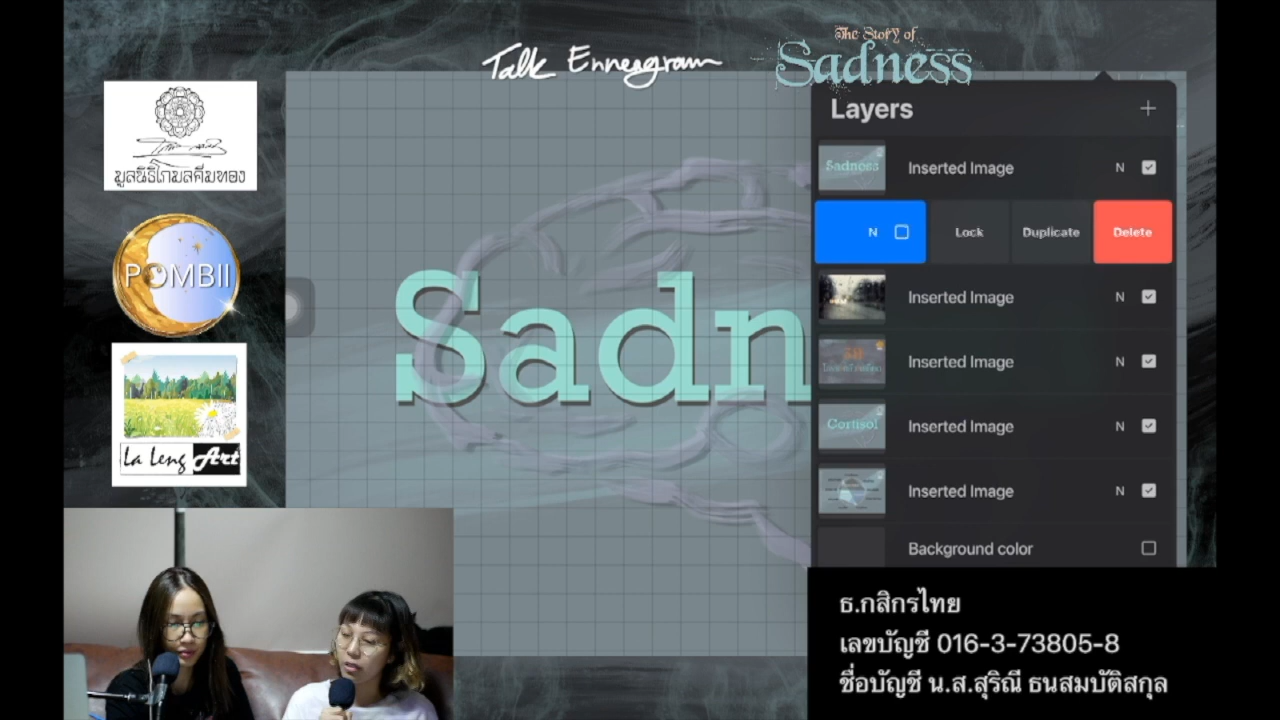 Talk Enneagram
The Story of
Sadness
มูลนิธิโกมลคีมทอง
POMBII
La Leng Art
Sadn
Layers
Sadness
Inserted Image N
N Lock Duplicate Delete
Inserted Image N
Inserted Image N
Cortisol
Inserted Image N
Inserted Image N
Background color
ธ.กสิกรไทย
เลขบัญชี 016-3-73805-8
ชื่อบัญชี น.ส.สุริณี ธนสมบัติสกุล